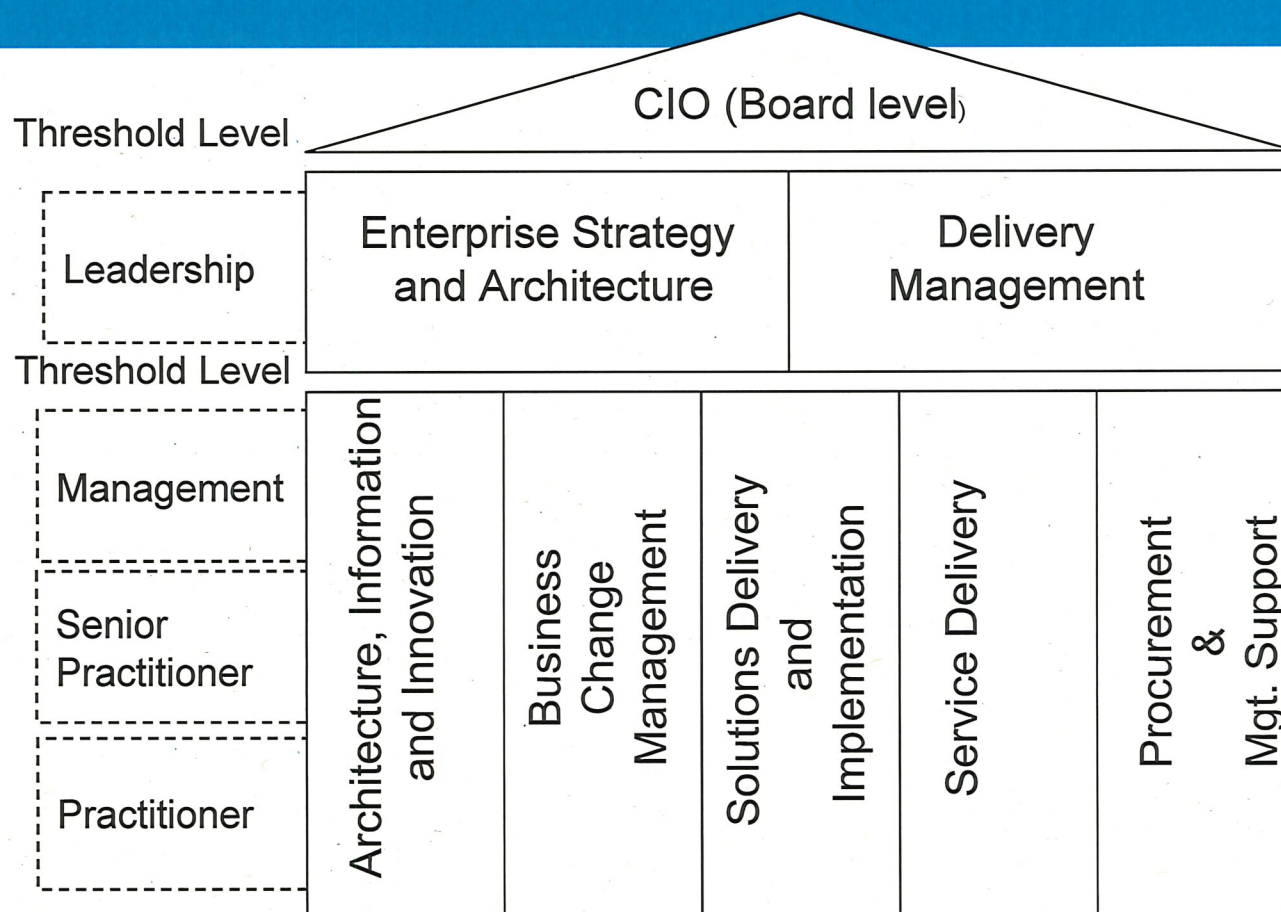 CIO (Board level)
Threshold Level
Leadership
Enterprise Strategy
and Architecture
Delivery
Management
Threshold Level
Management
Senior
Practitioner
Practitioner
Architecture, Information
and Innovation
Business
Change
Management
Solutions Delivery
and
Implementation
Service Delivery
Procurement
&
Mgt. Support